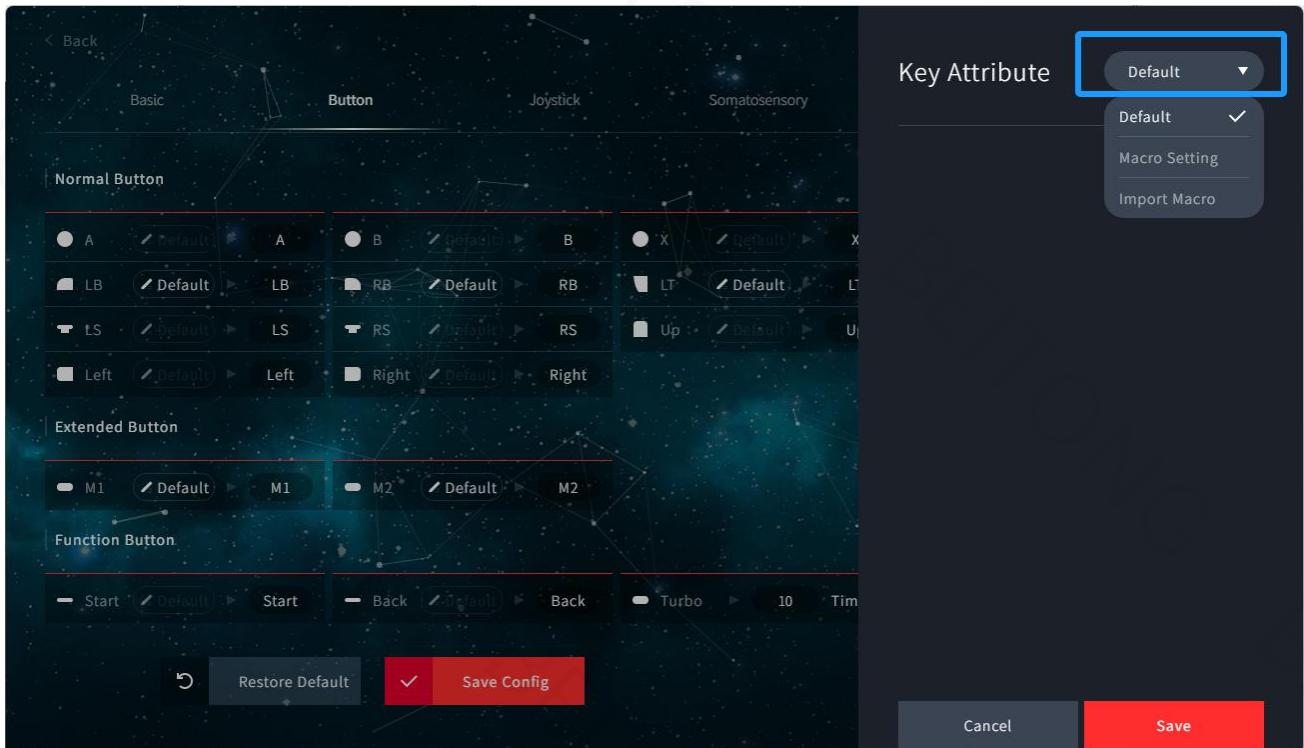 Back
Basic Button Joystick Somatosensory
Normal Button
A Default A B Default B X Default X
LB Default LB RB Default RB LT Default
LS Default LS RS Default RS Up Default
Left Default Left Right Default Right
Extended Button
M1 Default M1 M2 Default M2
Function Button
Start Default Start Back Default Back Turbo 10 Tim
Restore Default Save Config
Key Attribute Default
Default
Macro Setting
Import Macro
Cancel Save